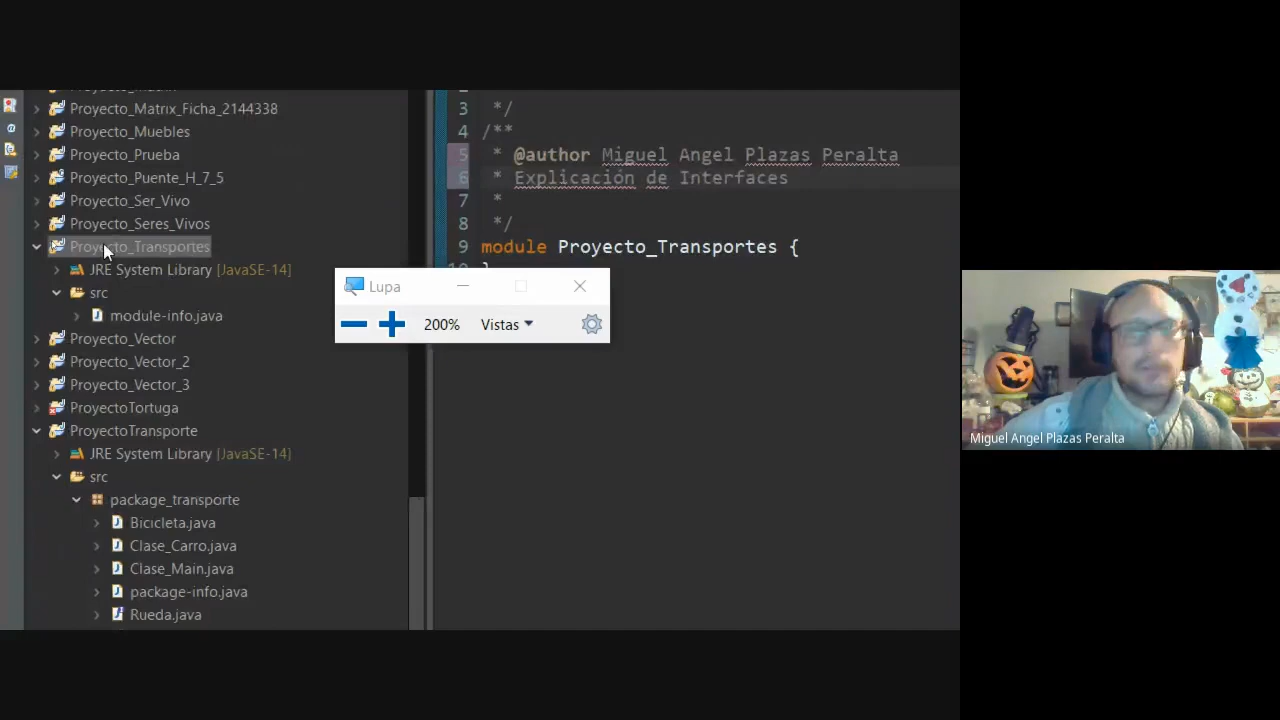 Proyecto_Matrix_Ficha_2144338
Proyecto_Muebles
Proyecto_Prueba
Proyecto_Puente_H_7_5
Proyecto_Ser_Vivo
Proyecto_Seres_Vivos
Proyecto_Transportes
JRE System Library [JavaSE-14]
src
module-info.java
Proyecto_Vector
Proyecto_Vector_2
Proyecto_Vector_3
ProyectoTortuga
ProyectoTransporte
JRE System Library [JavaSE-14]
src
package_transporte
Bicicleta.java
Clase_Carro.java
Clase_Main.java
package-info.java
Rueda.java
3 */
4 /**
5 * @author Miguel Angel Plazas Peralta
6 * Explicación de Interfaces
7 *
8 */
9 module Proyecto_Transportes {
Lupa
200% Vistas
Miguel Angel Plazas Peralta